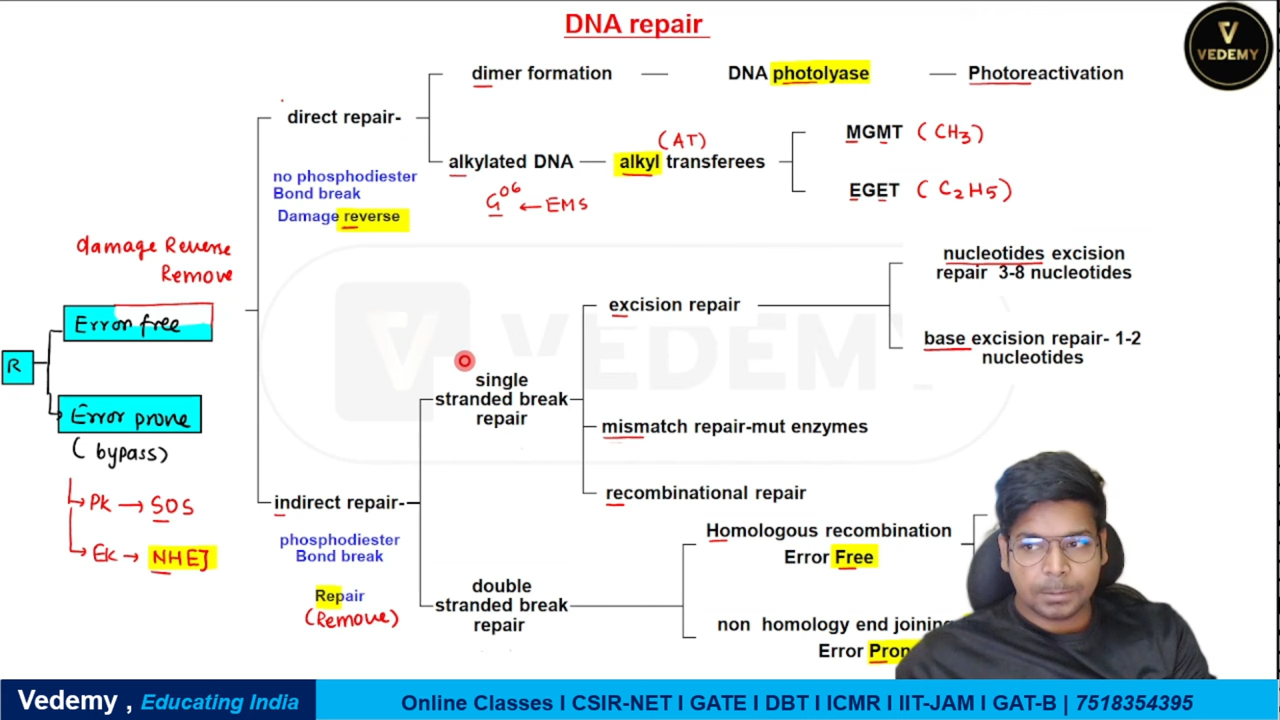 DNA repair
V
VEDEMY
dimer formation — DNA photolyase — Photoreactivation
direct repair-
(AT)
MGMT (CH3)
alkylated DNA — alkyl transferees
EGET (C2H5)
no phosphodiester
Bond break
Damage reverse
G O6 ← EMS
damage Reverse
Remove
nucleotides excision
repair 3-8 nucleotides
excision repair
Error free
base excision repair- 1-2
nucleotides
VEDEMY
R
single
stranded break
repair
Error prone
(bypass)
mismatch repair-mut enzymes
PK → SOS
EK → NHEJ
recombinational repair
indirect repair-
phosphodiester
Bond break
Repair
(Remove)
Homologous recombination
Error Free
double
stranded break
repair
non homology end joining
Error Pron
Vedemy , Educating India
Online Classes I CSIR-NET I GATE I DBT I ICMR I IIT-JAM I GAT-B | 7518354395